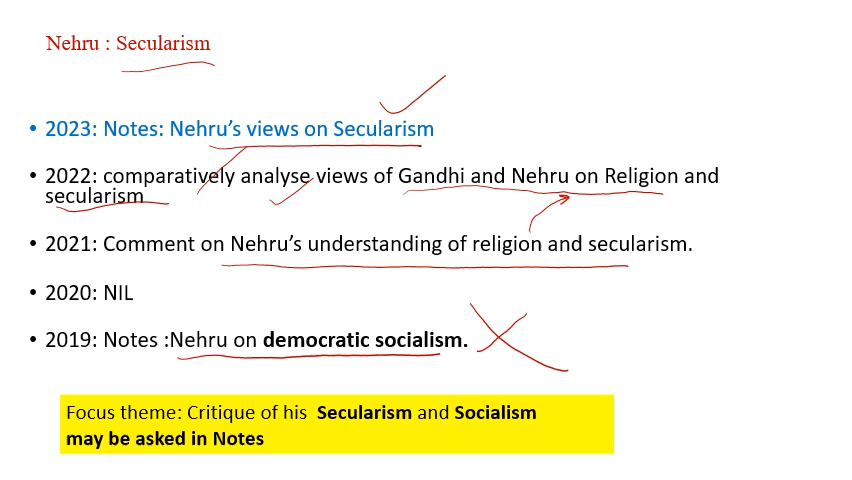 Nehru : Secularism
• 2023: Notes: Nehru’s views on Secularism
• 2022: comparatively analyse views of Gandhi and Nehru on Religion and
secularism
• 2021: Comment on Nehru’s understanding of religion and secularism.
• 2020: NIL
• 2019: Notes :Nehru on democratic socialism.
Focus theme: Critique of his  Secularism and Socialism
may be asked in Notes